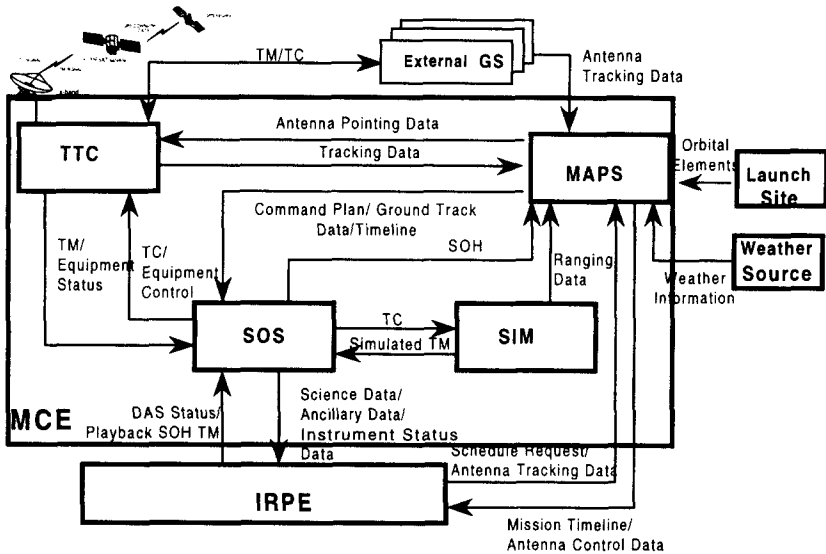 TM/TC
External GS
Antenna
Tracking Data
TTC
Antenna Pointing Data
Tracking Data
MAPS
Orbital
Elements
Launch
Site
Command Plan/ Ground Track
Data/Timeline
TM/
Equipment
Status
TC/
Equipment
Control
SOH
Ranging
Data
Weather
Source
Weather
Information
SOS
TC
Simulated TM
SIM
MCE
DAS Status/
Playback SOH TM
Science Data/
Ancillary Data/
Instrument Status
Data
Schedule Request/
Antenna Tracking Data
IRPE
Mission Timeline/
Antenna Control Data